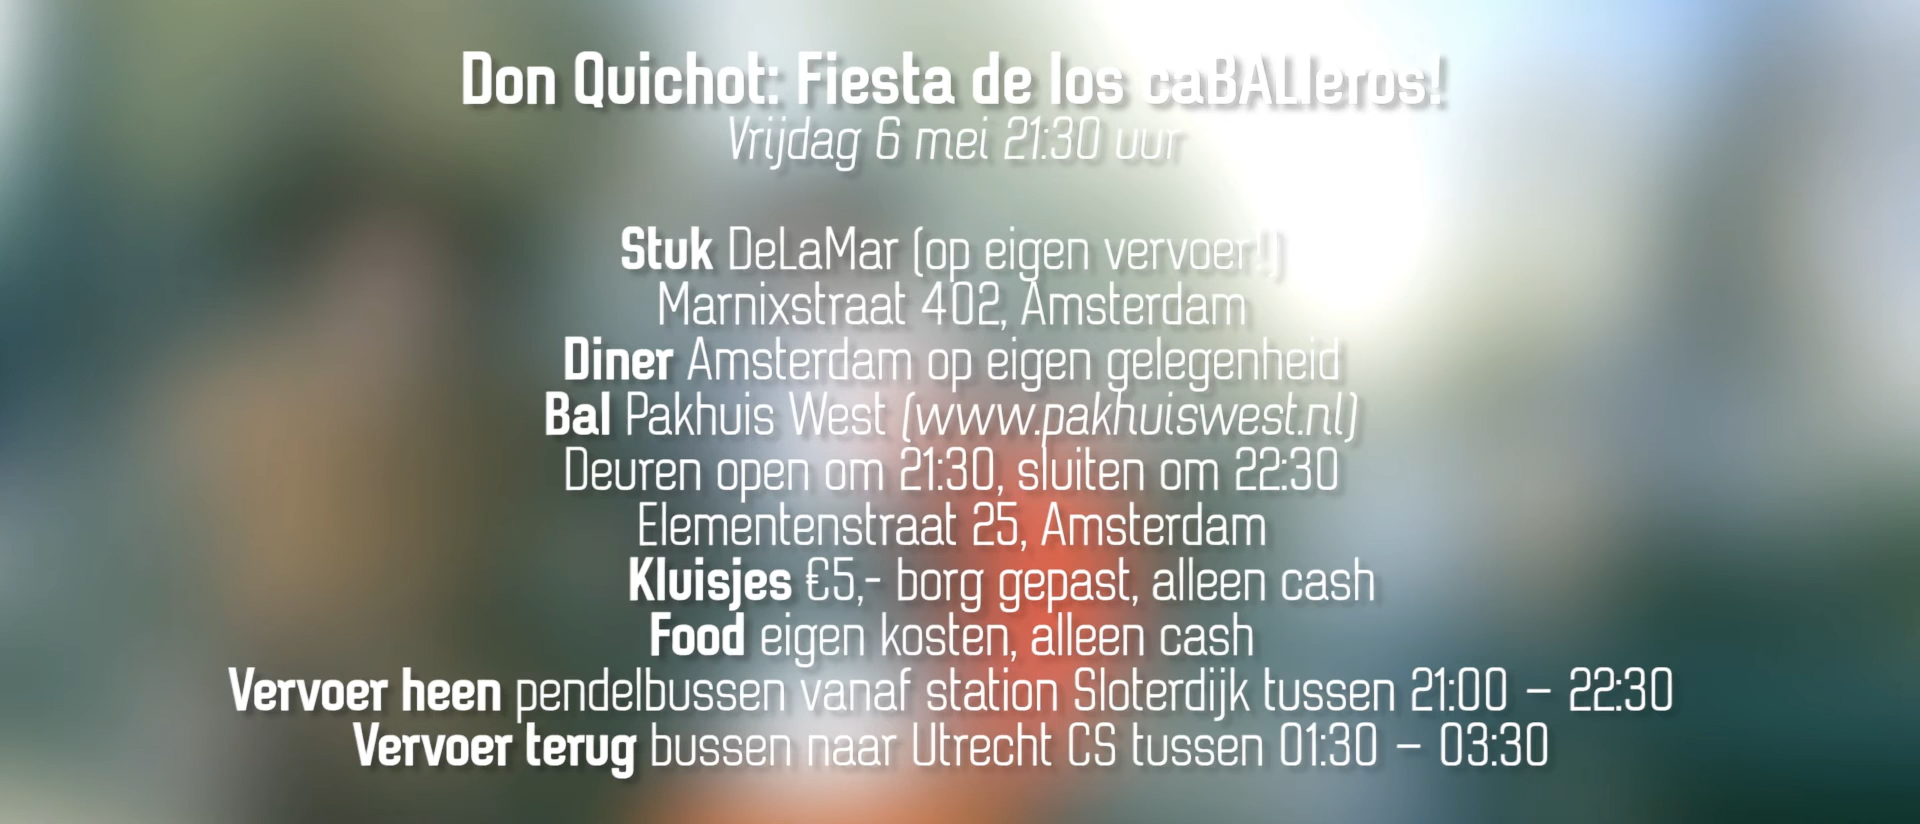 Don Quichot: Fiesta de los caBALleros!
Vrijdag 6 mei 21:30 uur
Stuk DeLaMar (op eigen vervoer!)
Marnixstraat 402, Amsterdam
Diner Amsterdam op eigen gelegenheid
Bal Pakhuis West (www.pakhuiswest.nl)
Deuren open om 21:30, sluiten om 22:30
Elementenstraat 25, Amsterdam
Kluisjes €5,- borg gepast, alleen cash
Food eigen kosten, alleen cash
Vervoer heen pendelbussen vanaf station Sloterdijk tussen 21:00 – 22:30
Vervoer terug bussen naar Utrecht CS tussen 01:30 – 03:30